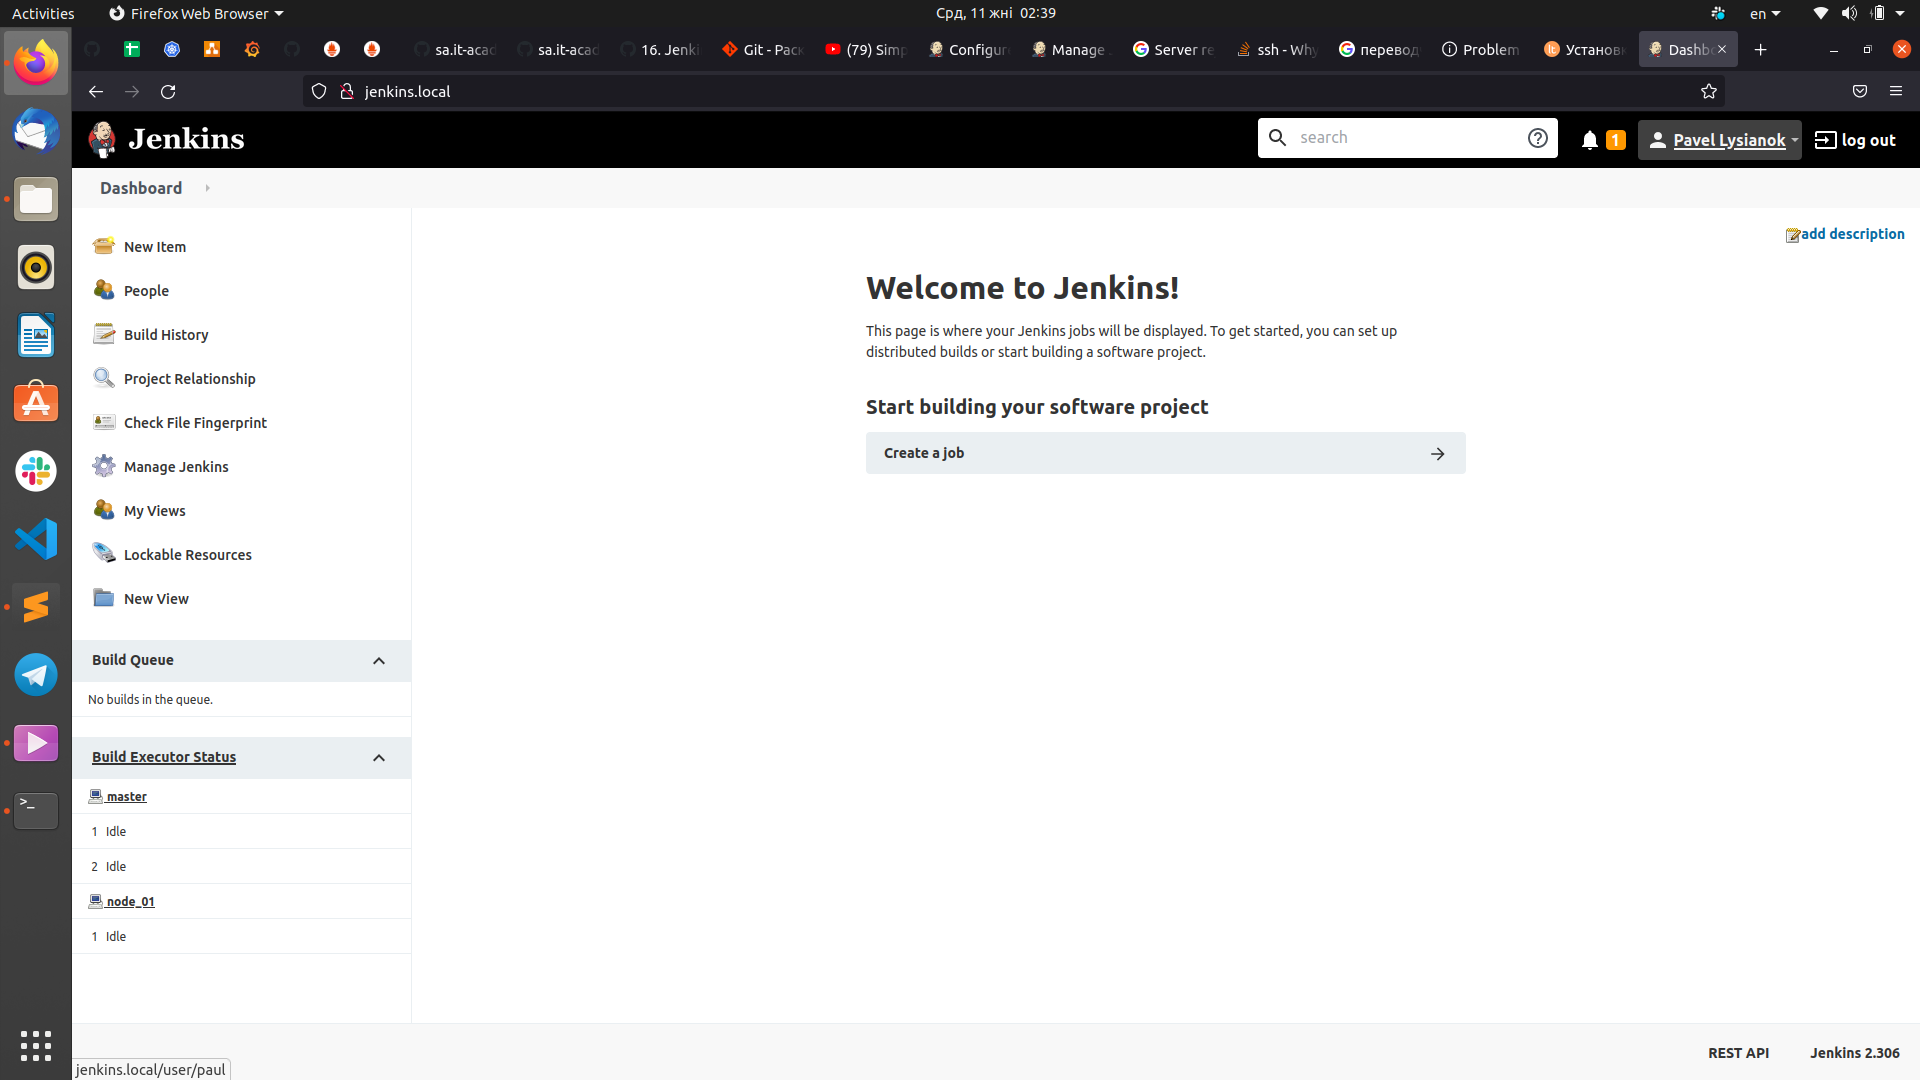 Activities
Firefox Web Browser
Срд, 11 жні 02:39
en
sa.it-acad
sa.it-acad
16. Jenki
Git - Pack
(79) Simp
Configure
Manage
Server re
ssh - Why
перевод
Problem
Установк
Dashbo
jenkins.local
Jenkins
search
1
Pavel Lysianok
log out
Dashboard
add description
New Item
People
Build History
Project Relationship
Check File Fingerprint
Manage Jenkins
My Views
Lockable Resources
New View
Welcome to Jenkins!
This page is where your Jenkins jobs will be displayed. To get started, you can set up
distributed builds or start building a software project.
Start building your software project
Create a job
Build Queue
No builds in the queue.
Build Executor Status
master
1 Idle
2 Idle
node_01
1 Idle
REST API
Jenkins 2.306
jenkins.local/user/paul